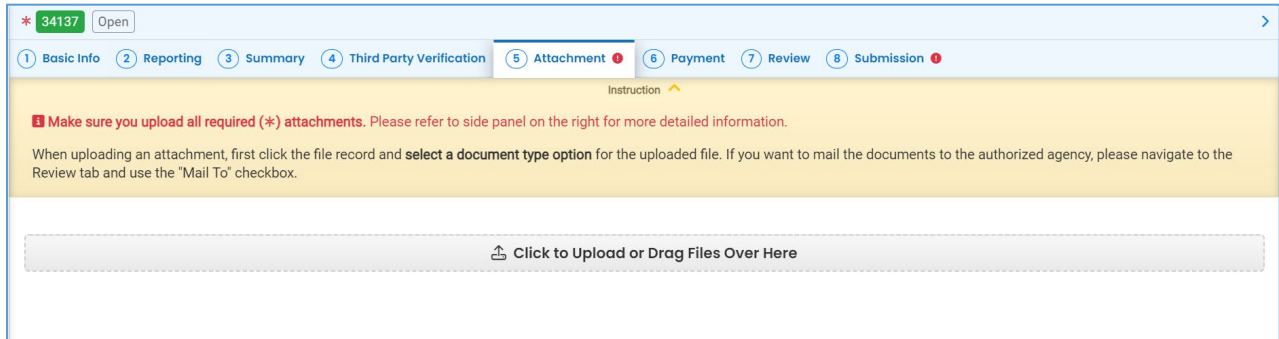 * 34137 Open
1 Basic Info 2 Reporting 3 Summary 4 Third Party Verification 5 Attachment ! 6 Payment 7 Review 8 Submission !
Instruction
i Make sure you upload all required (*) attachments. Please refer to side panel on the right for more detailed information.
When uploading an attachment, first click the file record and select a document type option for the uploaded file. If you want to mail the documents to the authorized agency, please navigate to the
Review tab and use the "Mail To" checkbox.
Click to Upload or Drag Files Over Here